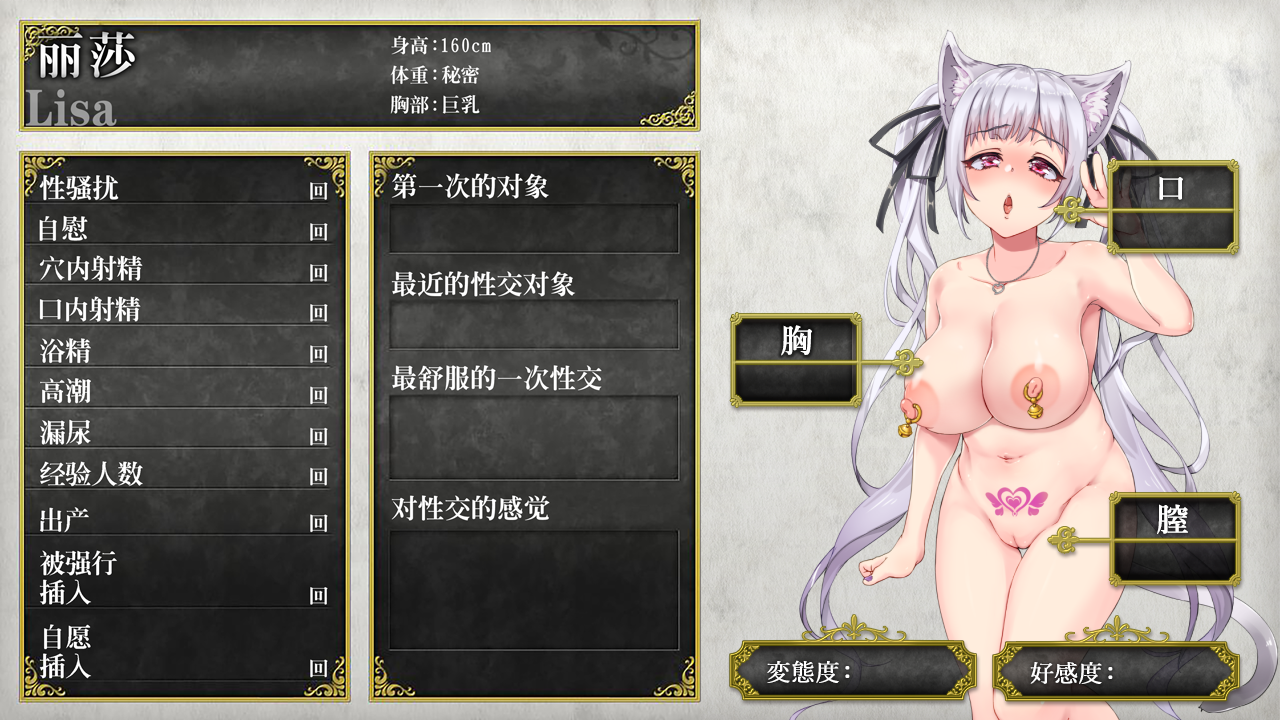 丽莎
Lisa
身高:160cm
体重:秘密
胸部:巨乳
性骚扰 回
自慰 回
穴内射精 回
口内射精 回
浴精 回
高潮 回
漏尿 回
经验人数 回
出产 回
被强行
插入 回
自愿
插入 回
第一次的对象
最近的性交对象
最舒服的一次性交
对性交的感觉
口
胸
膣
変態度:
好感度: